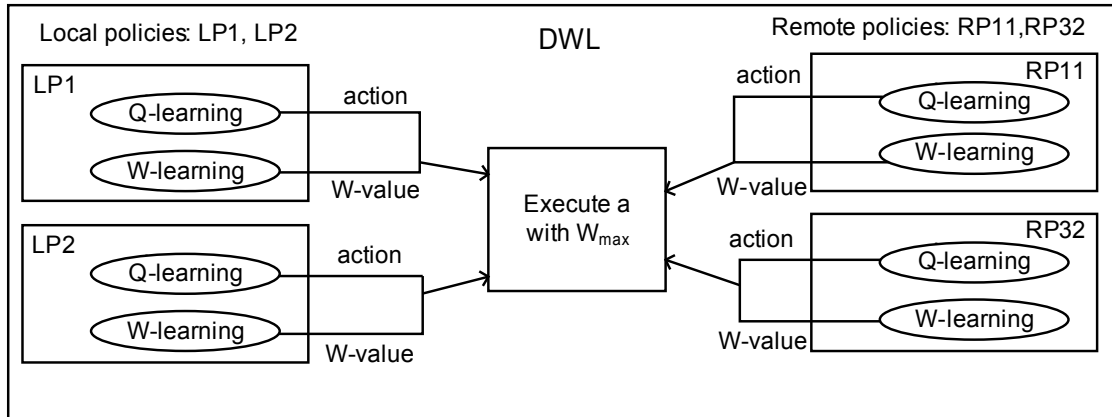 Local policies: LP1, LP2
DWL
Remote policies: RP11,RP32
LP1
Q-learning
W-learning
action
W-value
LP2
Q-learning
W-learning
action
W-value
Execute a
with Wmax
RP11
action
Q-learning
W-learning
W-value
RP32
action
Q-learning
W-learning
W-value